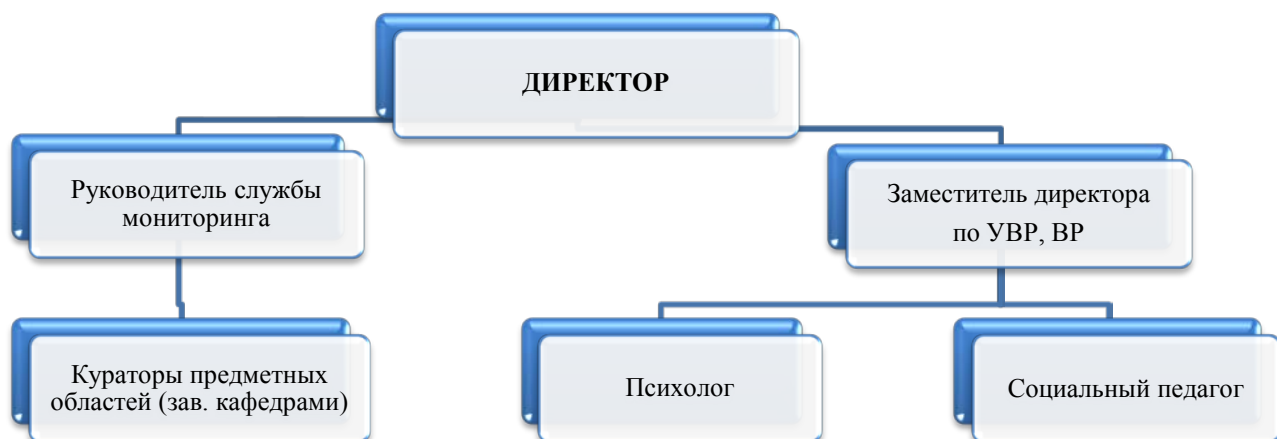 ДИРЕКТОР
Руководитель службы
мониторинга
Заместитель директора
по УВР, ВР
Кураторы предметных
областей (зав. кафедрами)
Психолог
Социальный педагог